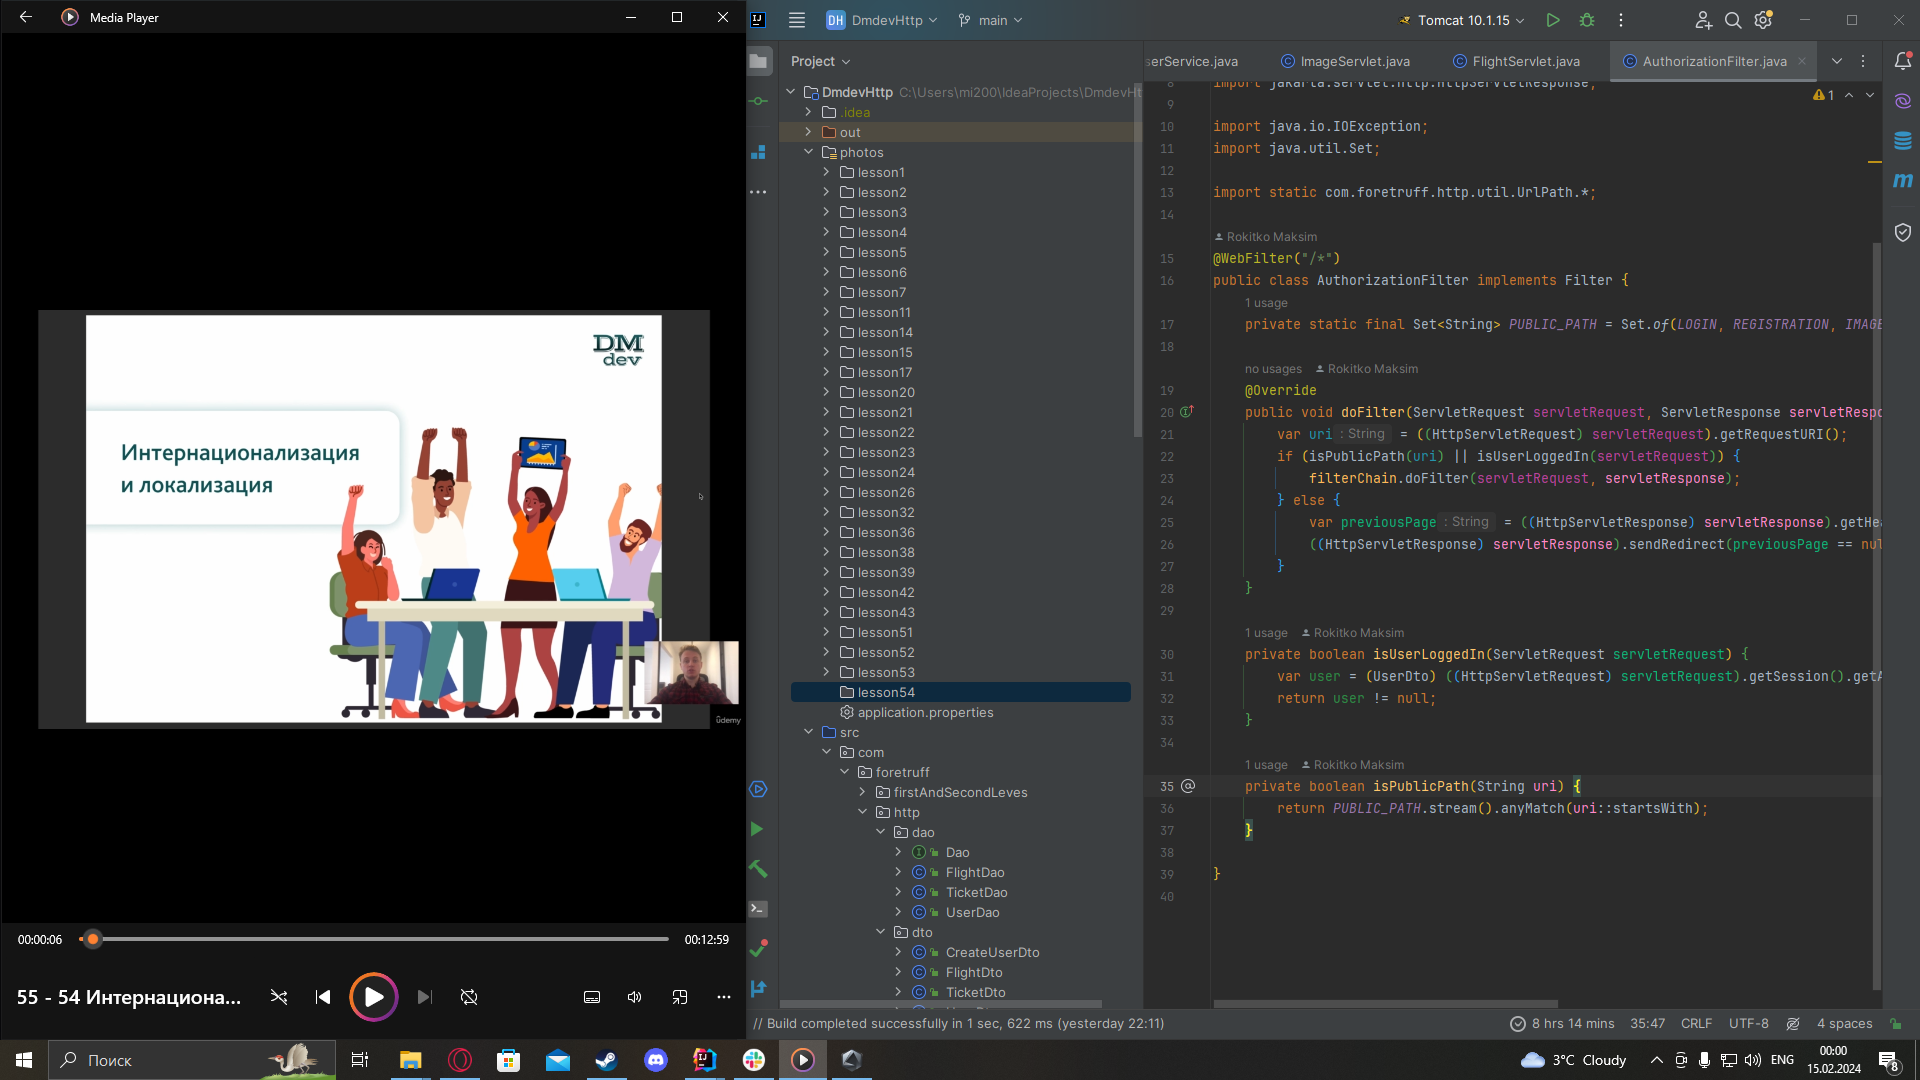 Media Player
DM
dev
Интернационализация
и локализация
ûdemy
00:00:06
00:12:59
55 - 54 Интернациона...
DH DmdevHttp
main
Tomcat 10.1.15
Project
DmdevHttp C:\Users\mi200\IdeaProjects\DmdevHt
.idea
out
photos
lesson1
lesson2
lesson3
lesson4
lesson5
lesson6
lesson7
lesson11
lesson14
lesson15
lesson17
lesson20
lesson21
lesson22
lesson23
lesson24
lesson26
lesson32
lesson36
lesson38
lesson39
lesson42
lesson43
lesson51
lesson52
lesson53
lesson54
application.properties
src
com
foretruff
firstAndSecondLeves
http
dao
Dao
FlightDao
TicketDao
UserDao
dto
CreateUserDto
FlightDto
TicketDto
erService.java
ImageServlet.java
FlightServlet.java
AuthorizationFilter.java
1
8 import jakarta.servlet.http.HttpServletResponse;
9
10 import java.io.IOException;
11 import java.util.Set;
12
13 import static com.foretruff.http.util.UrlPath.*;
14
Rokitko Maksim
15 @WebFilter("/*")
16 public class AuthorizationFilter implements Filter {
1 usage
17 private static final Set<String> PUBLIC_PATH = Set.of(LOGIN, REGISTRATION, IMAGE
18
no usages Rokitko Maksim
19 @Override
20 public void doFilter(ServletRequest servletRequest, ServletResponse servletRespo
21 var uri : String = ((HttpServletRequest) servletRequest).getRequestURI();
22 if (isPublicPath(uri) || isUserLoggedIn(servletRequest)) {
23 filterChain.doFilter(servletRequest, servletResponse);
24 } else {
25 var previousPage : String = ((HttpServletResponse) servletResponse).getHea
26 ((HttpServletResponse) servletResponse).sendRedirect(previousPage == nul
27 }
28 }
29
1 usage Rokitko Maksim
30 private boolean isUserLoggedIn(ServletRequest servletRequest) {
31 var user = (UserDto) ((HttpServletRequest) servletRequest).getSession().getA
32 return user != null;
33 }
34
1 usage Rokitko Maksim
35 private boolean isPublicPath(String uri) {
36 return PUBLIC_PATH.stream().anyMatch(uri::startsWith);
37 }
38
39 }
40
// Build completed successfully in 1 sec, 622 ms (yesterday 22:11)
8 hrs 14 mins
35:47
CRLF
UTF-8
4 spaces
Поиск
3°C Cloudy
ENG
00:00
15.02.2024
8